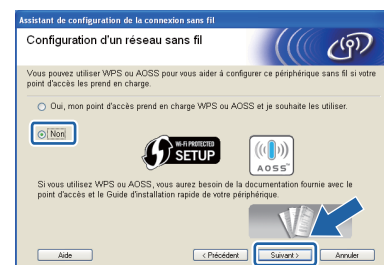 Assistant de configuration de la connexion sans fil
Configuration d'un réseau sans fil
Vous pouvez utiliser WPS ou AOSS pour vous aider à configurer ce périphérique sans fil si votre
point d'accès les prend en charge.
Oui, mon point d'accès prend en charge WPS ou AOSS et je souhaite les utiliser.
Non
WI-FI PROTECTED
SETUP
AOSS™
Si vous utilisez WPS ou AOSS, vous aurez besoin de la documentation fournie avec le
point d'accès et le Guide d'installation rapide de votre périphérique.
Aide
< Précédent
Suivant >
Annuler